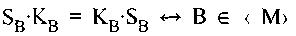 S_B·K_B = K_B·S_B ↔ B ∈ ‹ M›